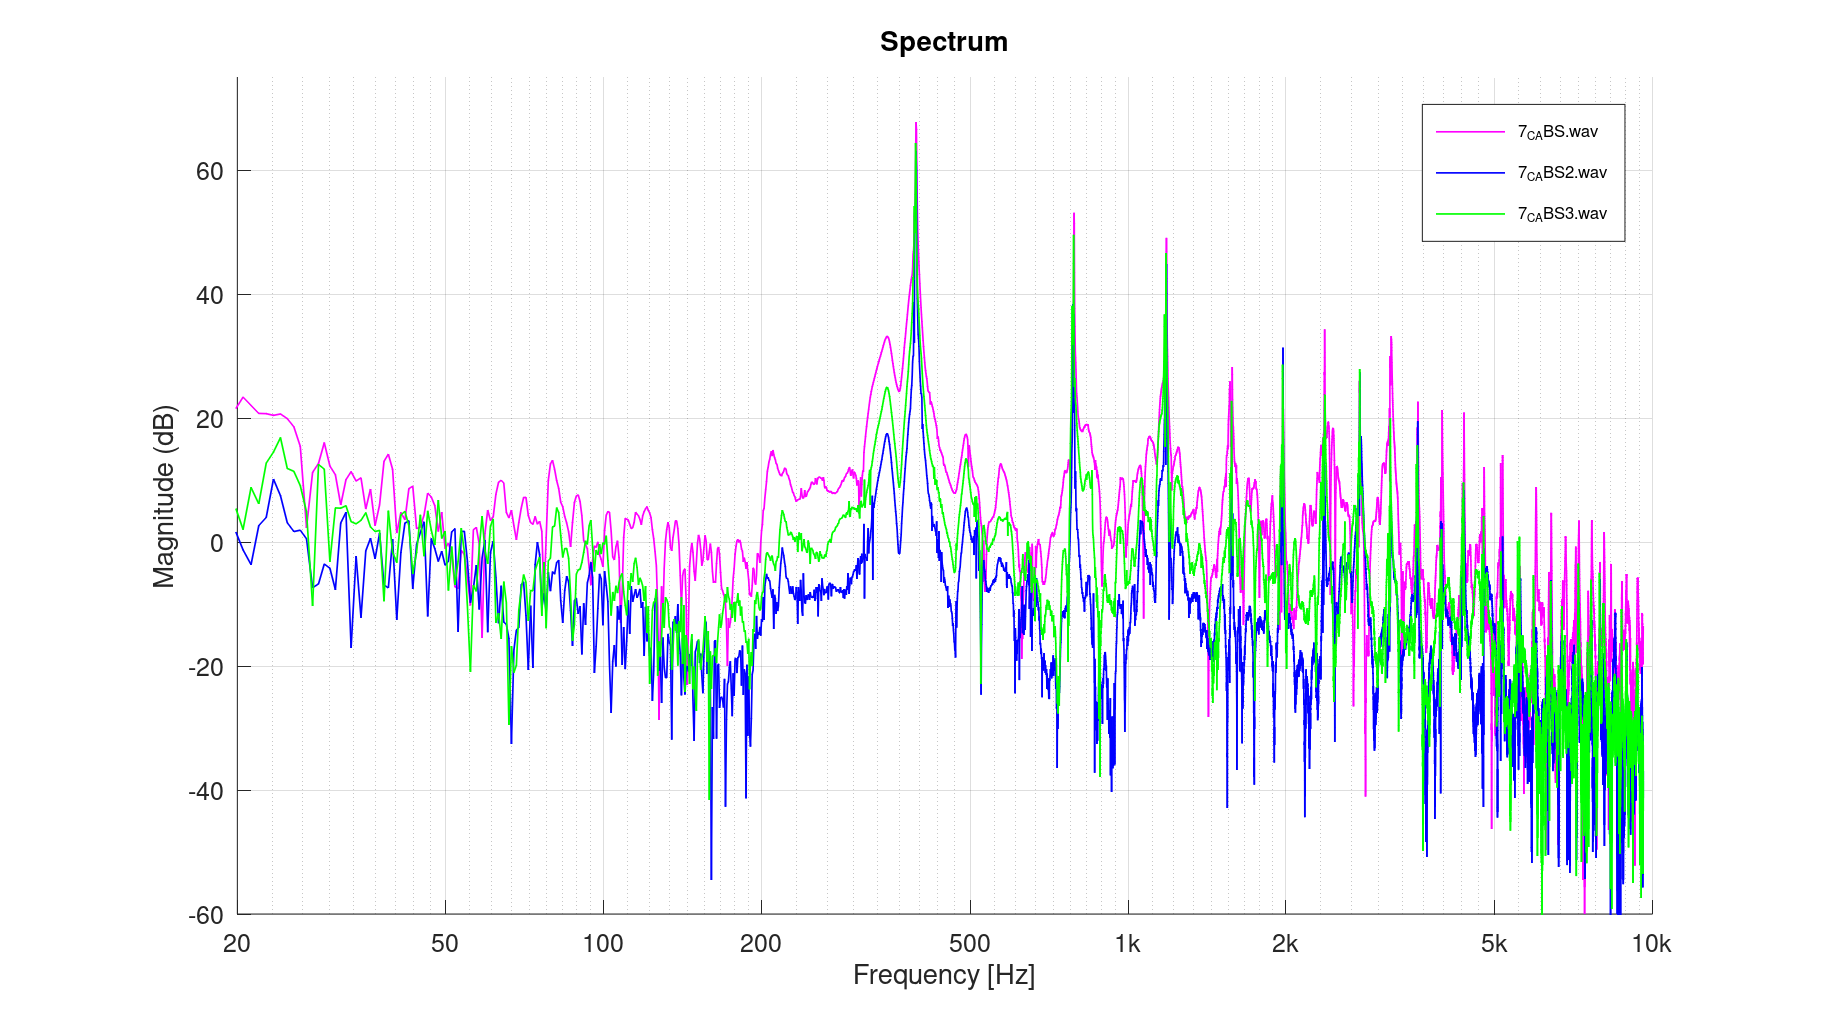 Spectrum
7CABS.wav
7CABS2.wav
7CABS3.wav
Magnitude (dB)
60
40
20
0
-20
-40
-60
20 50 100 200 500 1k 2k 5k 10k
Frequency [Hz]